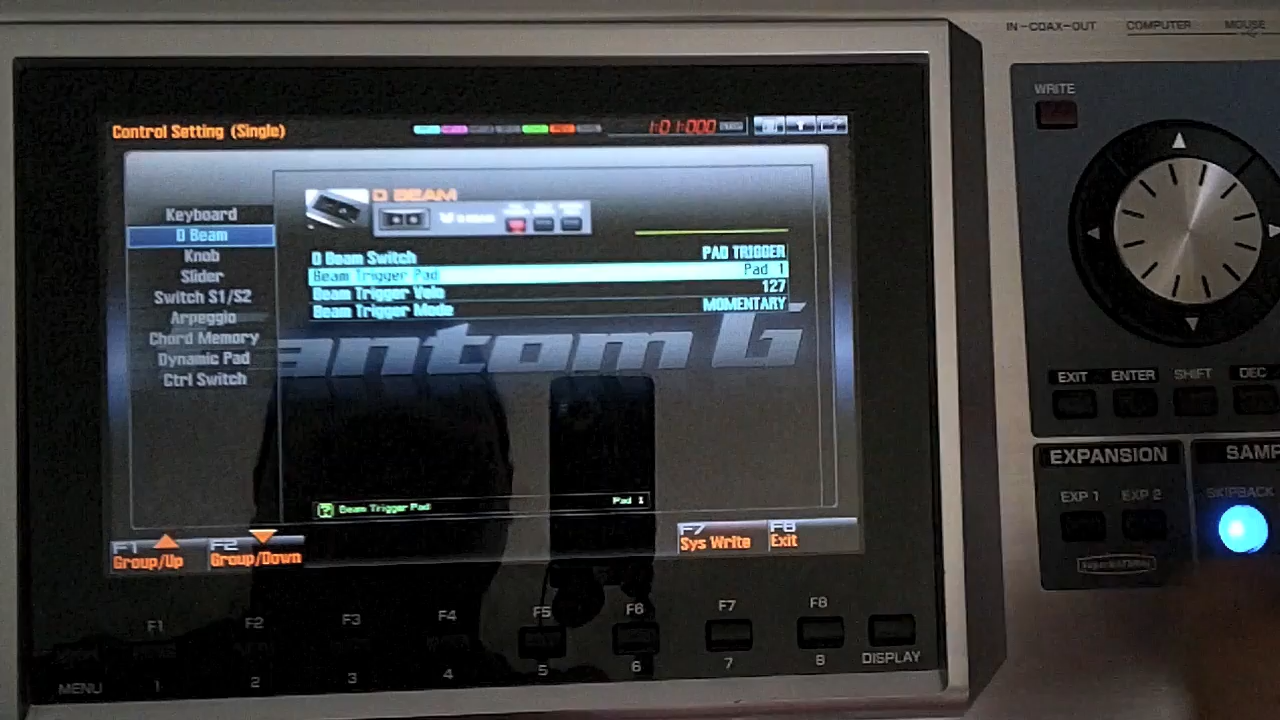 IN-COAX-OUT COMPUTER MOUSE
WRITE
Control Setting (Single)
1:01:000
Keyboard
D Beam
Knob
Slider
Switch S1/S2
Arpeggio
Chord Memory
Dynamic Pad
Ctrl Switch
D BEAM
D Beam Switch PAD TRIGGER
Beam Trigger Pad Pad 1
Beam Trigger Velo 127
Beam Trigger Mode MOMENTARY
antom G
Beam Trigger Pad Pad 1
F1 Group/Up
F2 Group/Down
F7 Sys Write
F8 Exit
EXIT ENTER SHIFT DEC
EXPANSION
EXP 1 EXP 2
SuperNATURAL
SAMP
SKIPBACK
F1 F2 F3 F4 F5 F6 F7 F8
MENU 1 2 3 4 5 6 7 8 DISPLAY